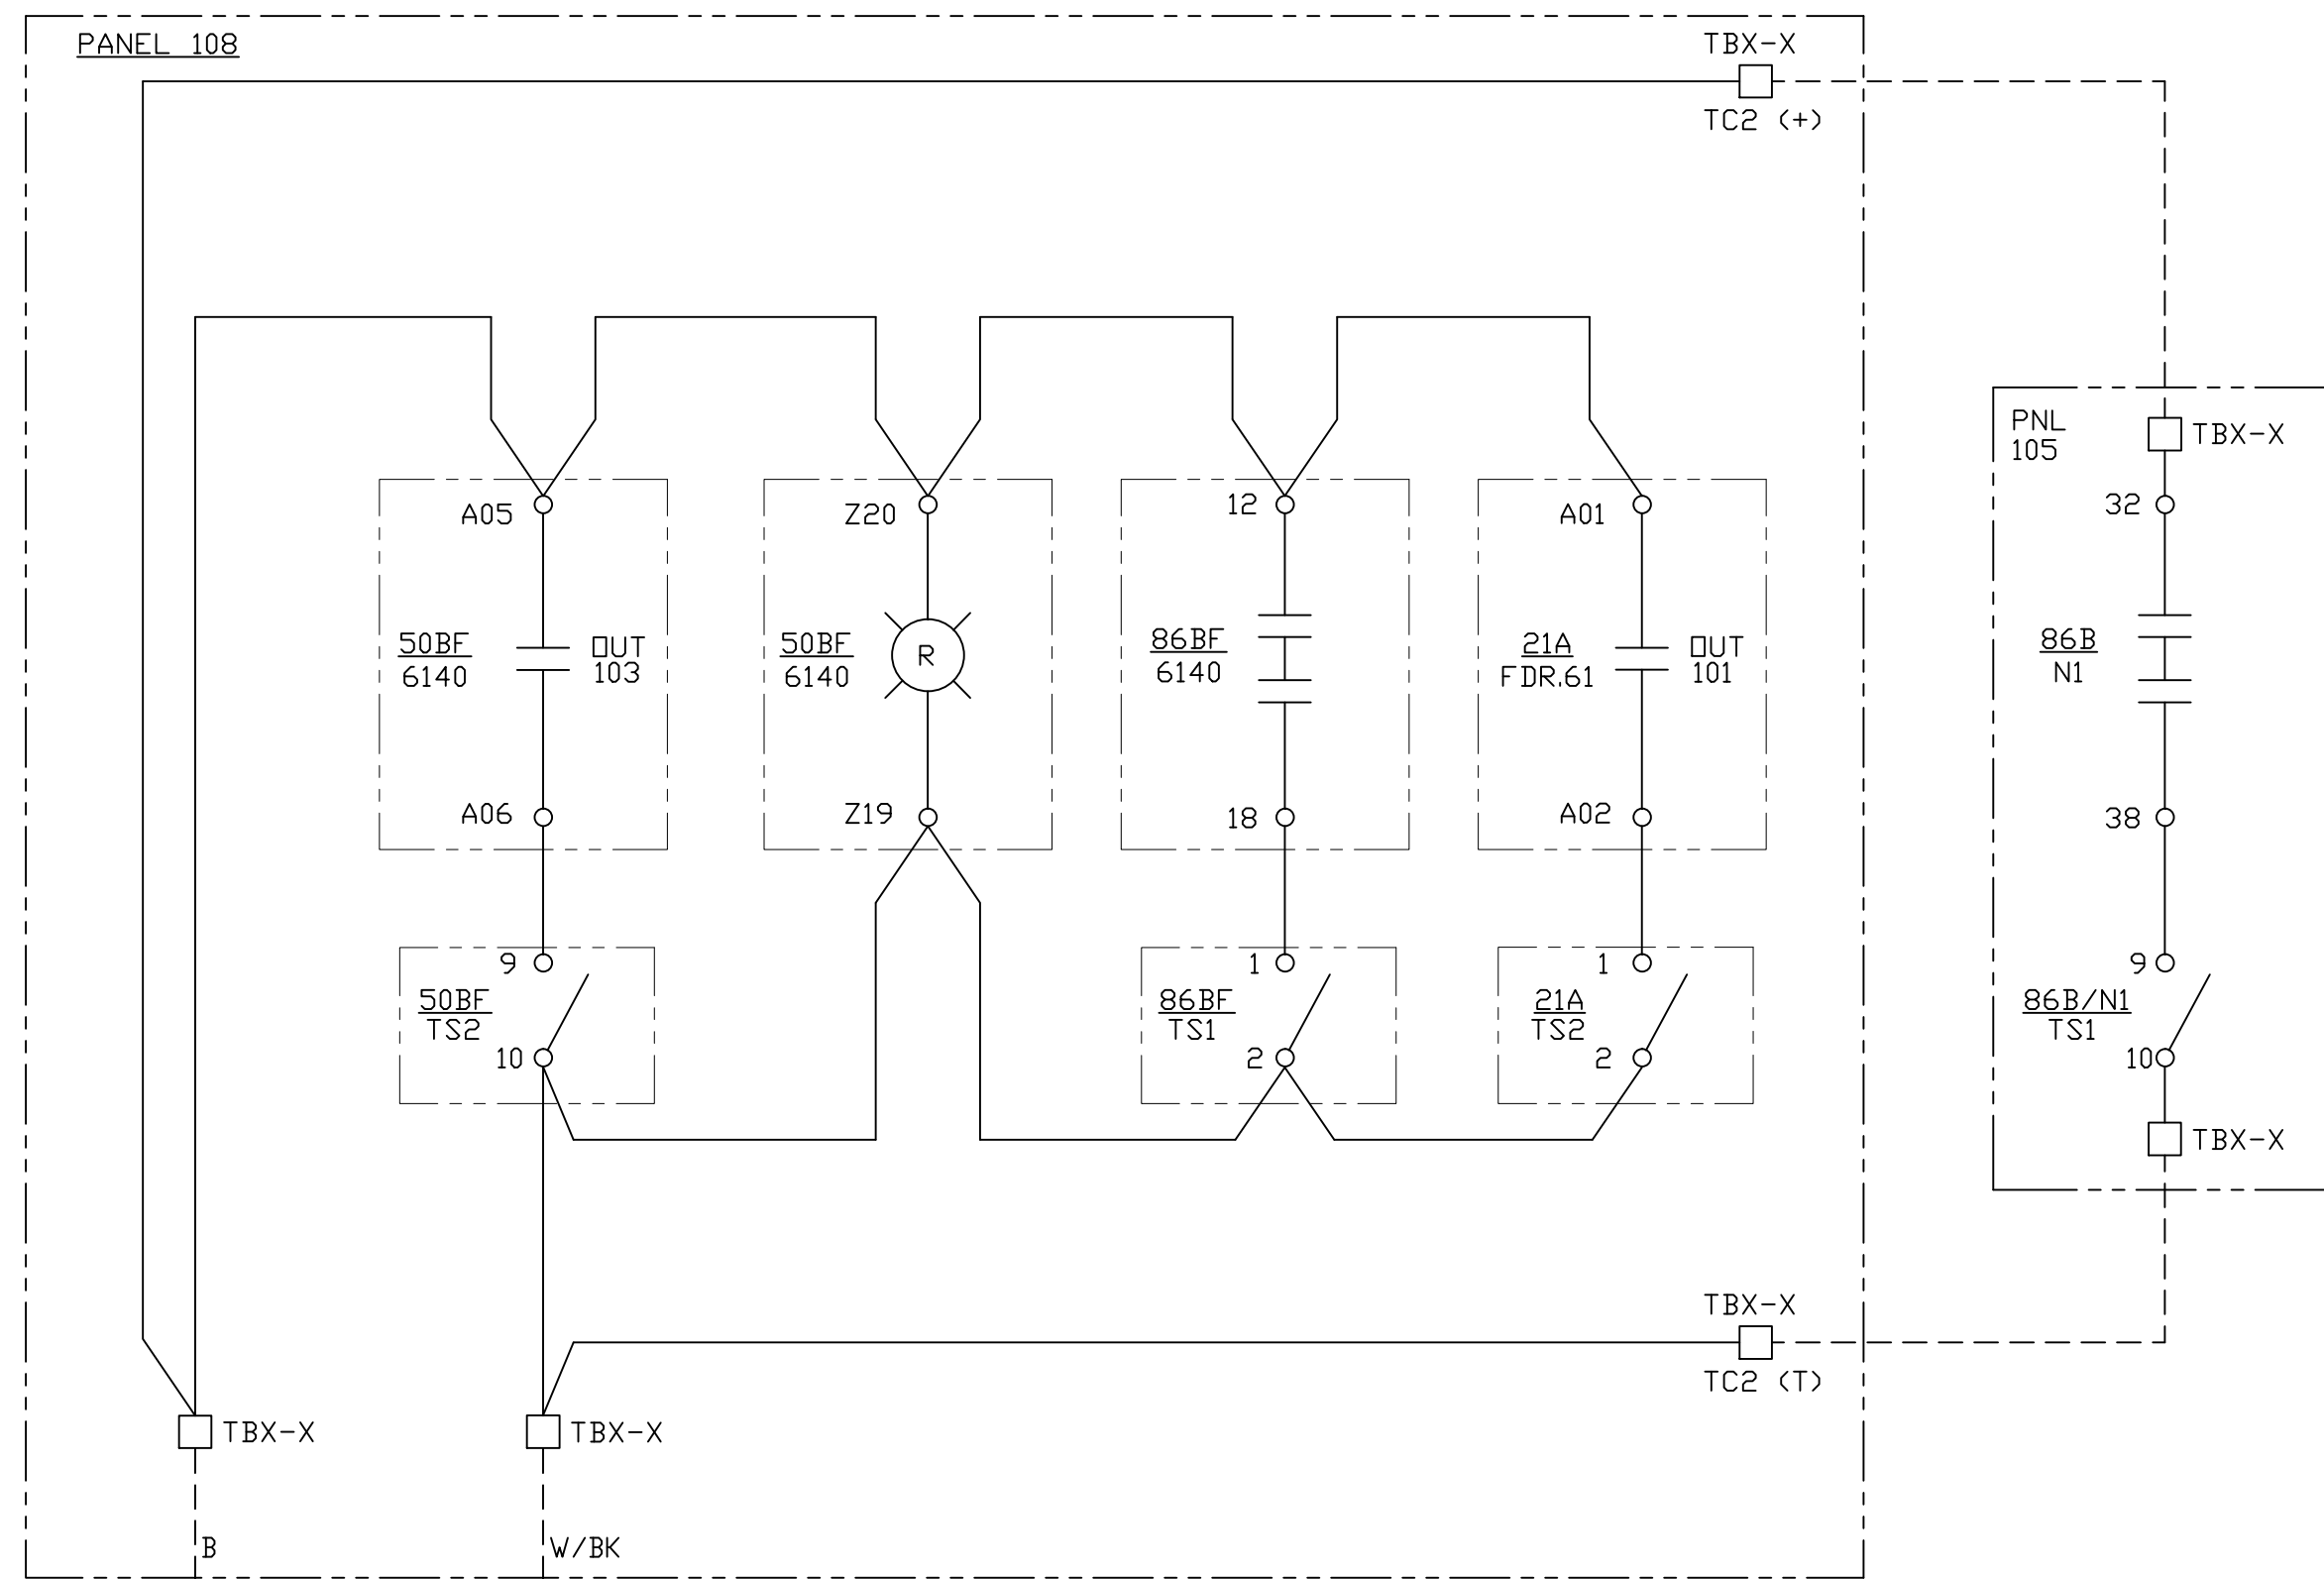 PANEL 108
TBX-X
TC2 (+)
PNL
105
TBX-X
A05
Z20
12
A01
32
50BF
6140
OUT
103
50BF
6140
R
86BF
6140
21A
FDR.61
OUT
101
86B
N1
A06
Z19
18
A02
38
9
1
1
9
50BF
TS2
86BF
TS1
21A
TS2
86B/N1
TS1
10
2
2
10
TBX-X
TBX-X
TC2 (T)
TBX-X
TBX-X
B
W/BK